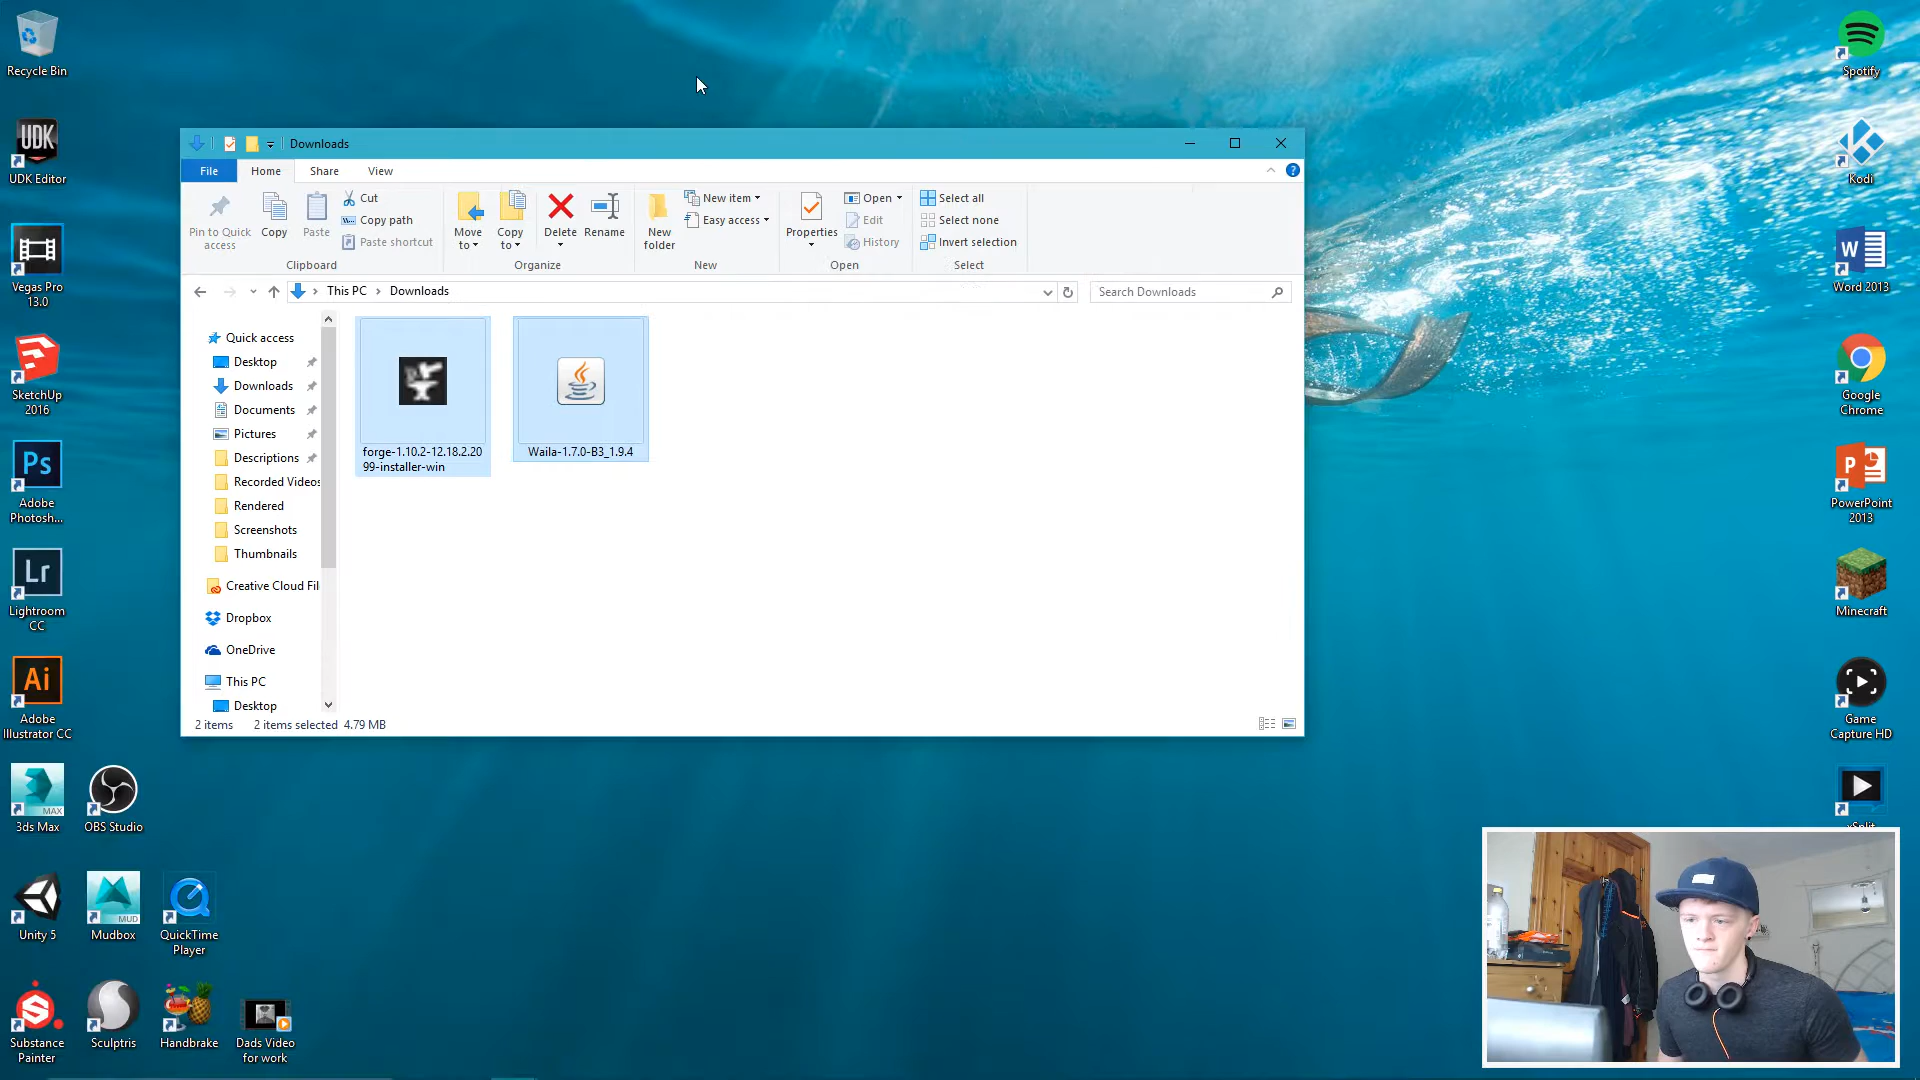 Recycle Bin
UDK
UDK Editor
Vegas Pro
13.0
SketchUp
2016
Ps
Adobe
Photosh...
Lr
Lightroom
CC
Ai
Adobe
Illustrator CC
MAX
3ds Max
OBS Studio
Unity 5
MUD
Mudbox
QuickTime
Player
Substance
Painter
Sculptris
Handbrake
Dads Video
for work
Downloads
File
Home
Share
View
Pin to Quick
access
Copy
Paste
Cut
Copy path
Paste shortcut
Clipboard
Move
to
Copy
to
Delete
Rename
Organize
New
folder
New item
Easy access
New
Properties
Open
Edit
History
Open
Select all
Select none
Invert selection
Select
This PC
Downloads
Search Downloads
Quick access
Desktop
Downloads
Documents
Pictures
Descriptions
Recorded Videos
Rendered
Screenshots
Thumbnails
Creative Cloud Fil
Dropbox
OneDrive
This PC
Desktop
forge-1.10.2-12.18.2.20
99-installer-win
Waila-1.7.0-B3_1.9.4
2 items
2 items selected 4.79 MB
Spotify
Kodi
W
Word 2013
Google
Chrome
P
PowerPoint
2013
Minecraft
Game
Capture HD